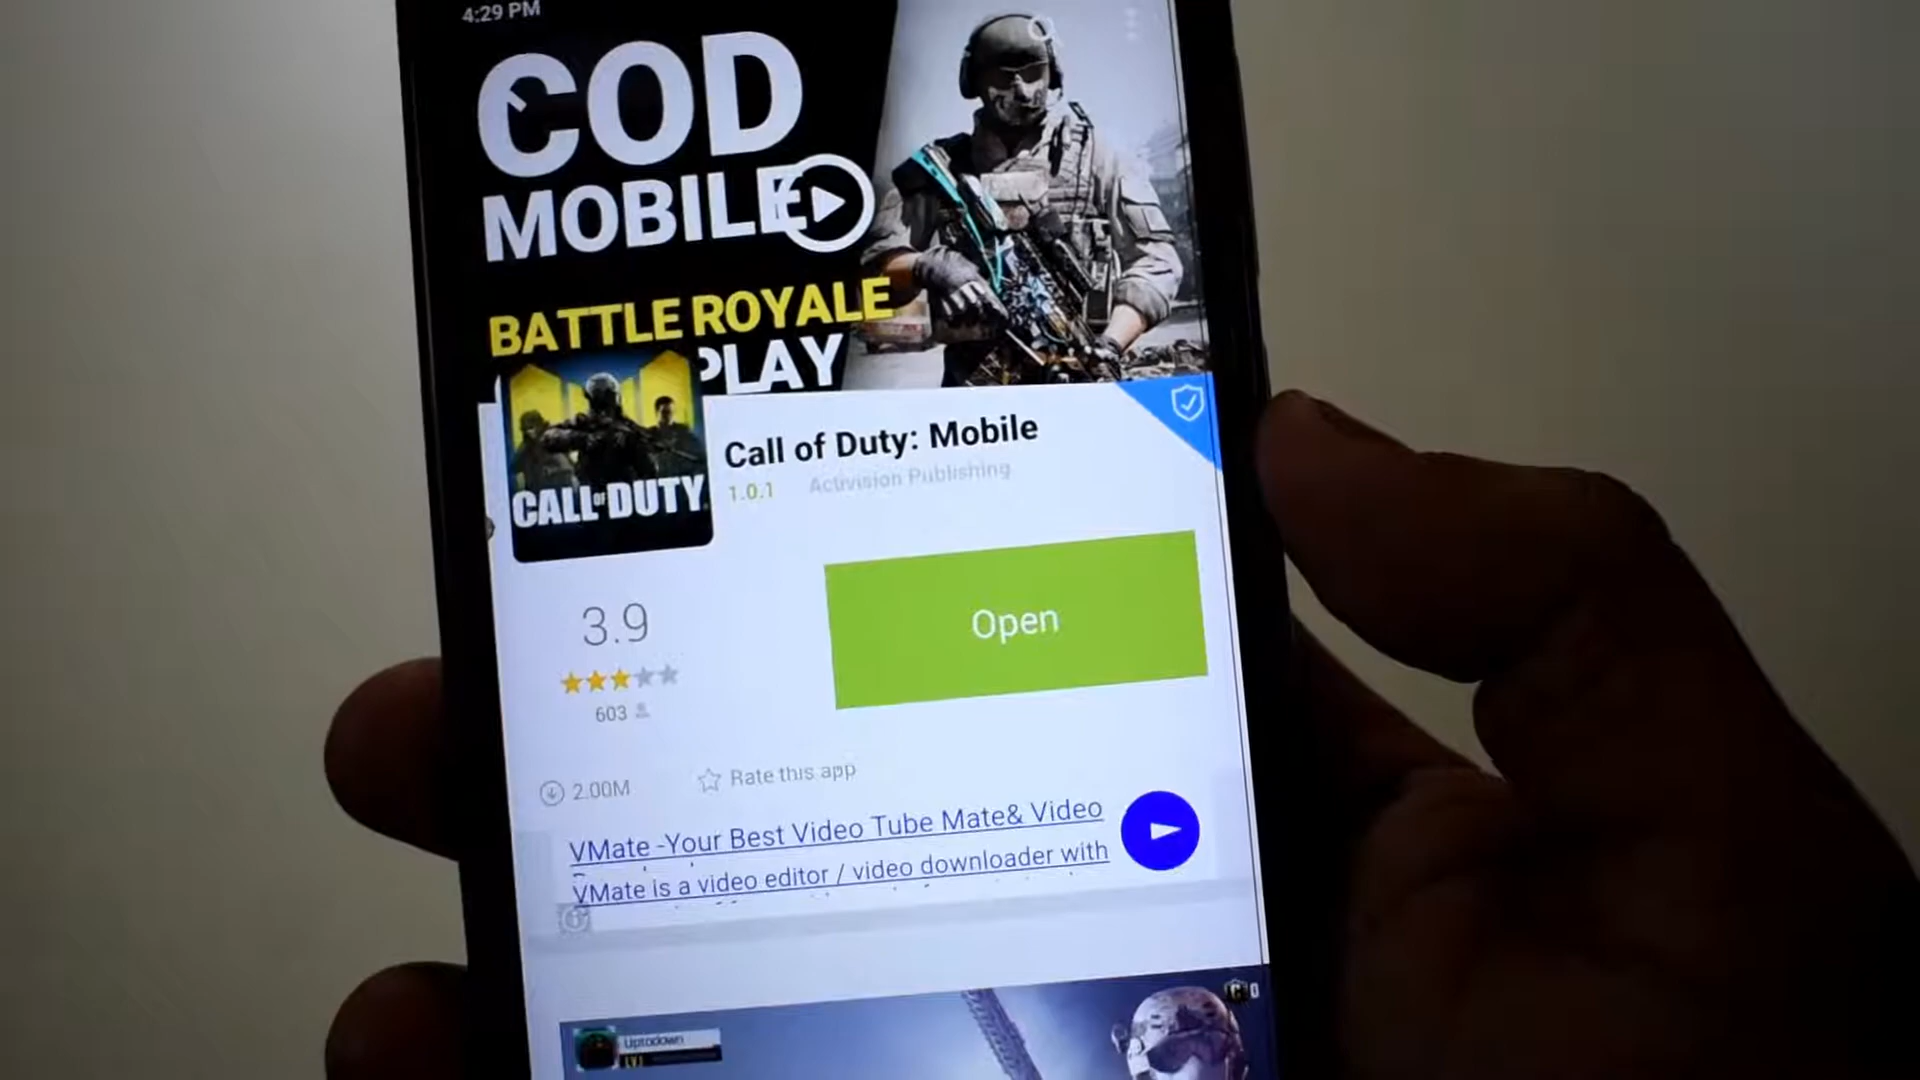 4:29 PM
COD
MOBILE
BATTLE ROYALE
PLAY
CALL OF DUTY
Call of Duty: Mobile
1.0.1 Activision Publishing
3.9
Open
603
2.00M
Rate this app
VMate -Your Best Video Tube Mate& Video
VMate is a video editor / video downloader with
Uptodown
0